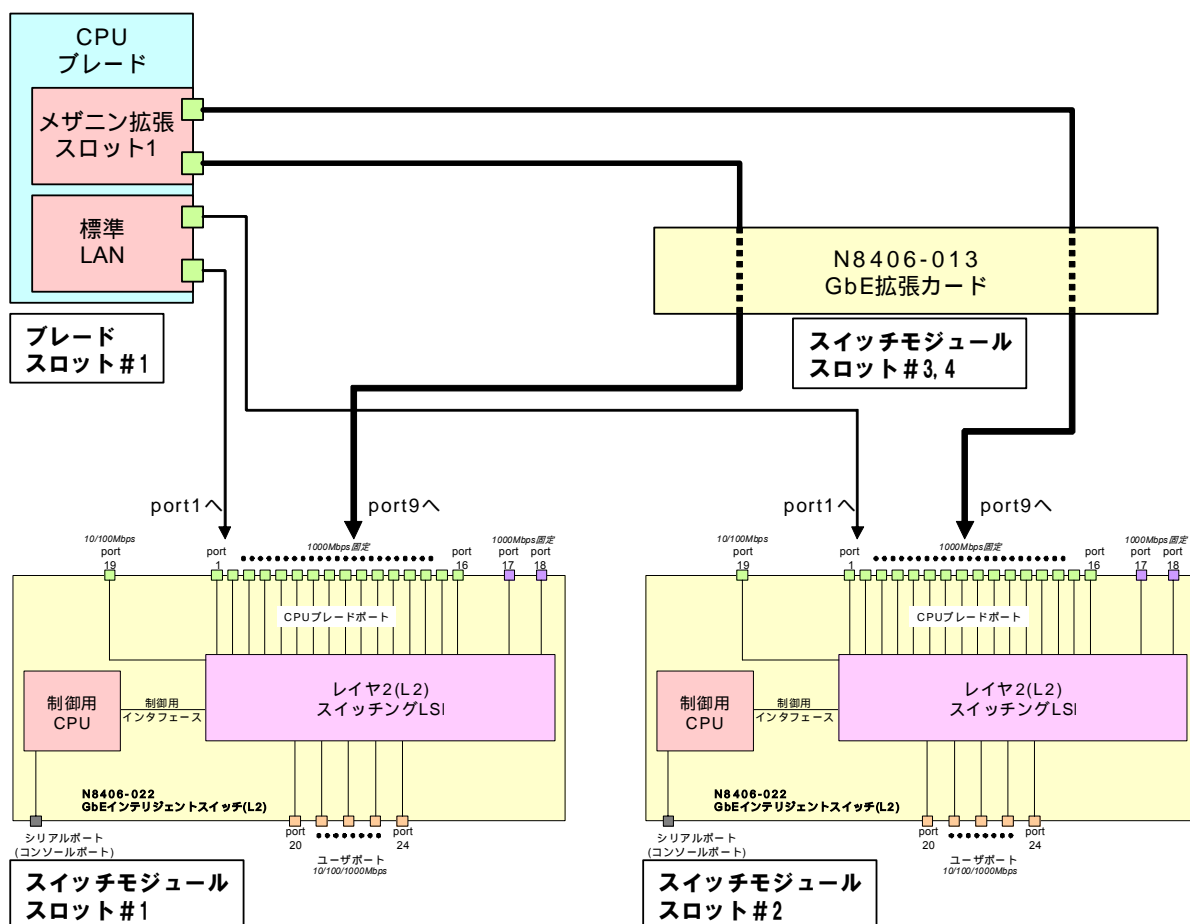 CPU
ブレード
メザニン拡張
スロット1
標準
LAN
ブレード
スロット#1
N8406-013
GbE拡張カード
スイッチモジュール
スロット#3,4
port1へ
port9へ
port1へ
port9へ
10/100Mbps
port
19
port
1
1000Mbps固定
port
16
1000Mbps固定
port
17
port
18
CPUブレードポート
制御用
CPU
制御用
インタフェース
レイヤ2(L2)
スイッチングLSI
N8406-022
GbEインテリジェントスイッチ(L2)
シリアルポート
(コンソールポート)
port
20
port
24
ユーザポート
10/100/1000Mbps
スイッチモジュール
スロット#1
10/100Mbps
port
19
port
1
1000Mbps固定
port
16
1000Mbps固定
port
17
port
18
CPUブレードポート
制御用
CPU
制御用
インタフェース
レイヤ2(L2)
スイッチングLSI
N8406-022
GbEインテリジェントスイッチ(L2)
シリアルポート
(コンソールポート)
port
20
port
24
ユーザポート
10/100/1000Mbps
スイッチモジュール
スロット#2